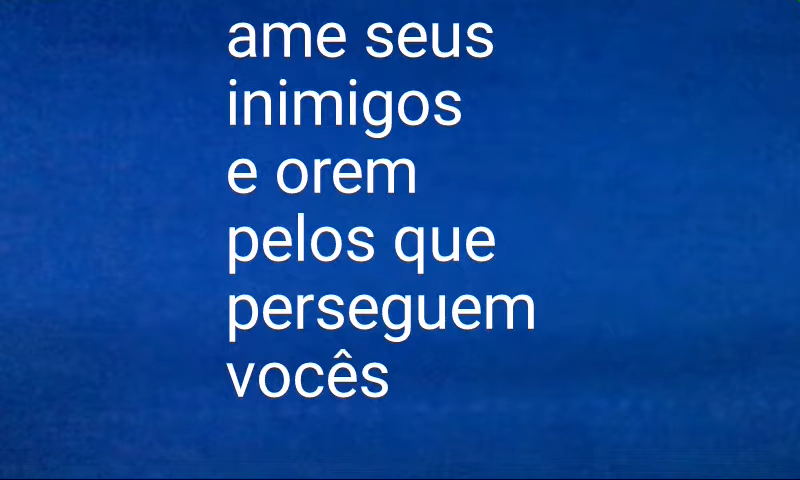 ame seus
inimigos
e orem
pelos que
perseguem
vocês